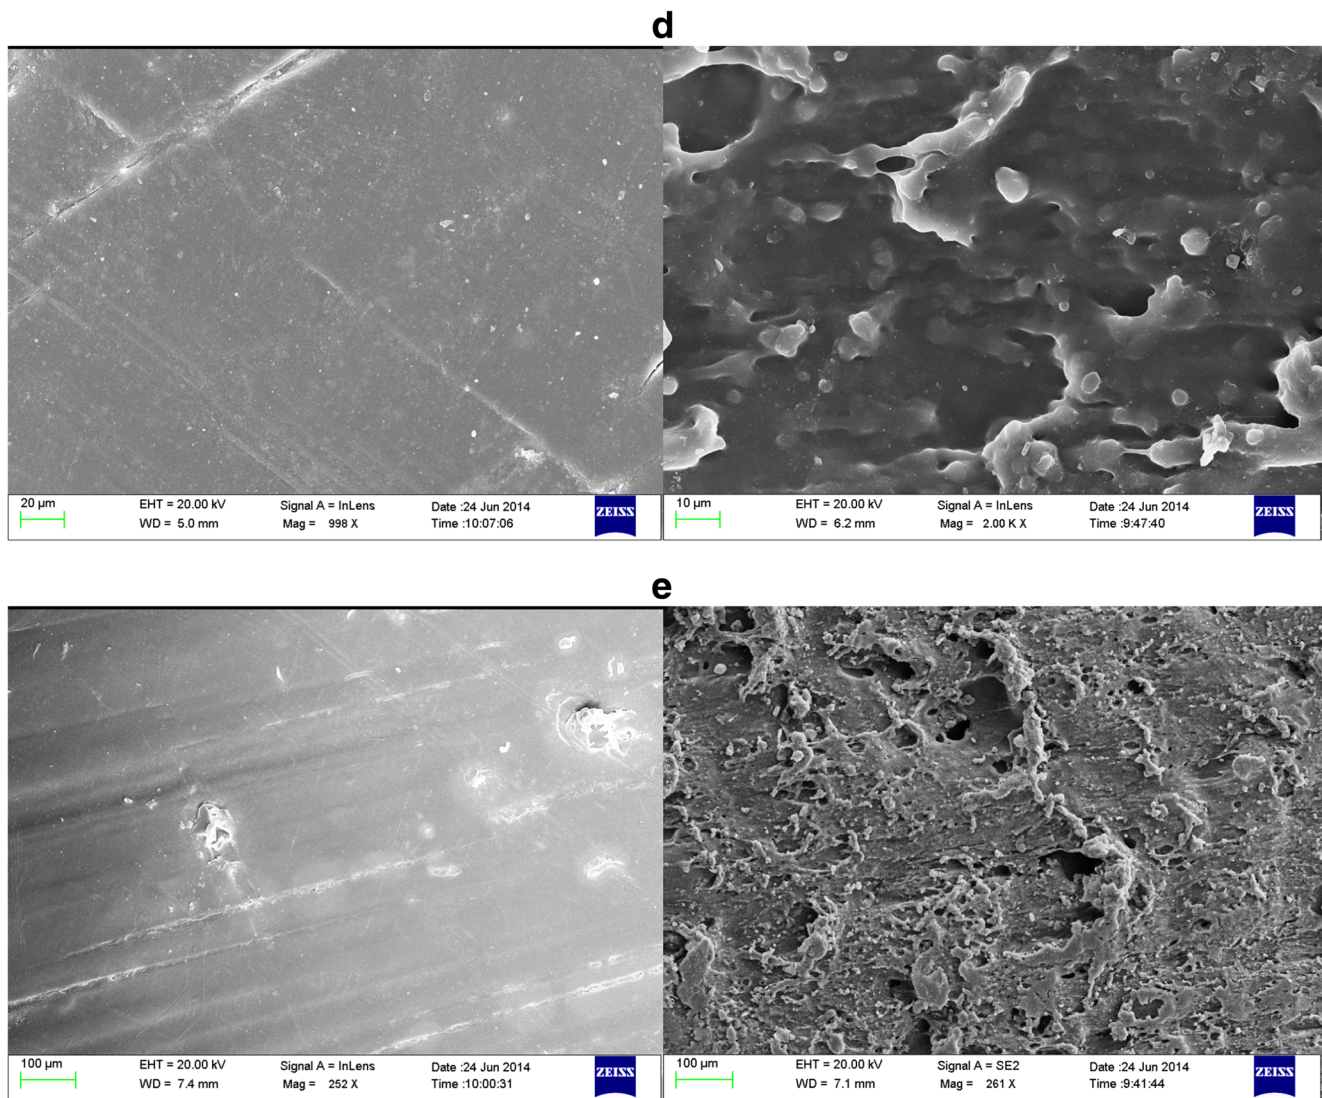 d
20 µm EHT = 20.00 kV Signal A = InLens Date :24 Jun 2014 ZEISS
WD = 5.0 mm Mag = 998 X Time :10:07:06
10 µm EHT = 20.00 kV Signal A = InLens Date :24 Jun 2014 ZEISS
WD = 6.2 mm Mag = 2.00 K X Time :9:47:40
e
100 µm EHT = 20.00 kV Signal A = InLens Date :24 Jun 2014 ZEISS
WD = 7.4 mm Mag = 252 X Time :10:00:31
100 µm EHT = 20.00 kV Signal A = SE2 Date :24 Jun 2014 ZEISS
WD = 7.1 mm Mag = 261 X Time :9:41:44